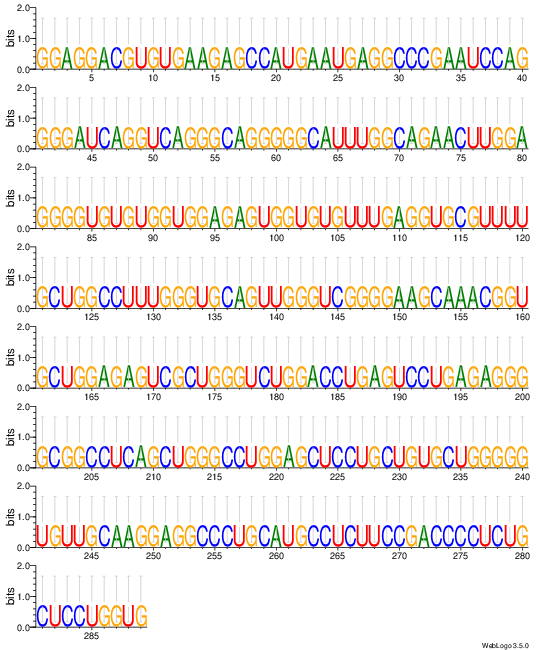 2.0
1.0
0.0
bits
GGAGGACGUGUGAAGAGCCAUGAAUGAGGCCCGAAUCCAG
5 10 15 20 25 30 35 40
2.0
1.0
0.0
bits
GGGAUCAGGUCAGGGCAGGGGGCAUUUGGCAGAACUUGGA
45 50 55 60 65 70 75 80
2.0
1.0
0.0
bits
GGGGUGUGUGGUGGAGAGUGGUGUGUUUGAGGUGCGUUUU
85 90 95 100 105 110 115 120
2.0
1.0
0.0
bits
GCUGGCCUUUGGGUGCAGUUGGGUCGGGGAAGCAAACGGU
125 130 135 140 145 150 155 160
2.0
1.0
0.0
bits
GCUGGAGAGUCGCUGGGUCUGGACCUGAGUCCUGAGAGGG
165 170 175 180 185 190 195 200
2.0
1.0
0.0
bits
GCGGCCUCAGCUGGGCCUGGAGCUCCUGCUGUGCUGGGGG
205 210 215 220 225 230 235 240
2.0
1.0
0.0
bits
UGUUGCAAGGAGGCCCUGCAUGCCUCUUCCGACCCCUCUG
245 250 255 260 265 270 275 280
2.0
1.0
0.0
bits
CUCCUGGUG
285
WebLogo 3.5.0